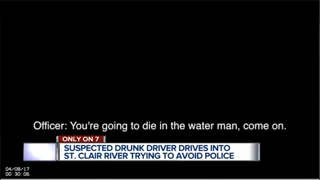 Officer: You're going to die in the water man, come on.
ONLY ON 7
SUSPECTED DRUNK DRIVER DRIVES INTO
ST. CLAIR RIVER TRYING TO AVOID POLICE
04/08/17
00 30 06